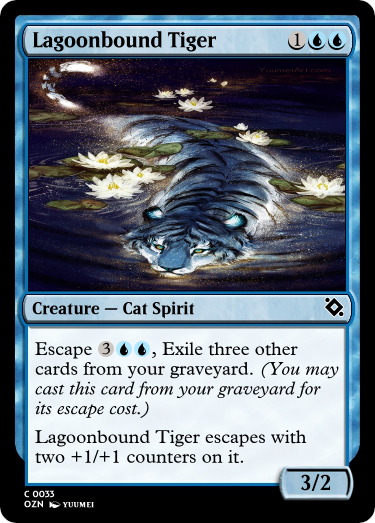 Lagoonbound Tiger 1
YuumeiArt.com
Creature — Cat Spirit
Escape 3, Exile three other
cards from your graveyard. (You may
cast this card from your graveyard for
its escape cost.)
Lagoonbound Tiger escapes with
two +1/+1 counters on it.
3/2
C 0033
OZN YUUMEI